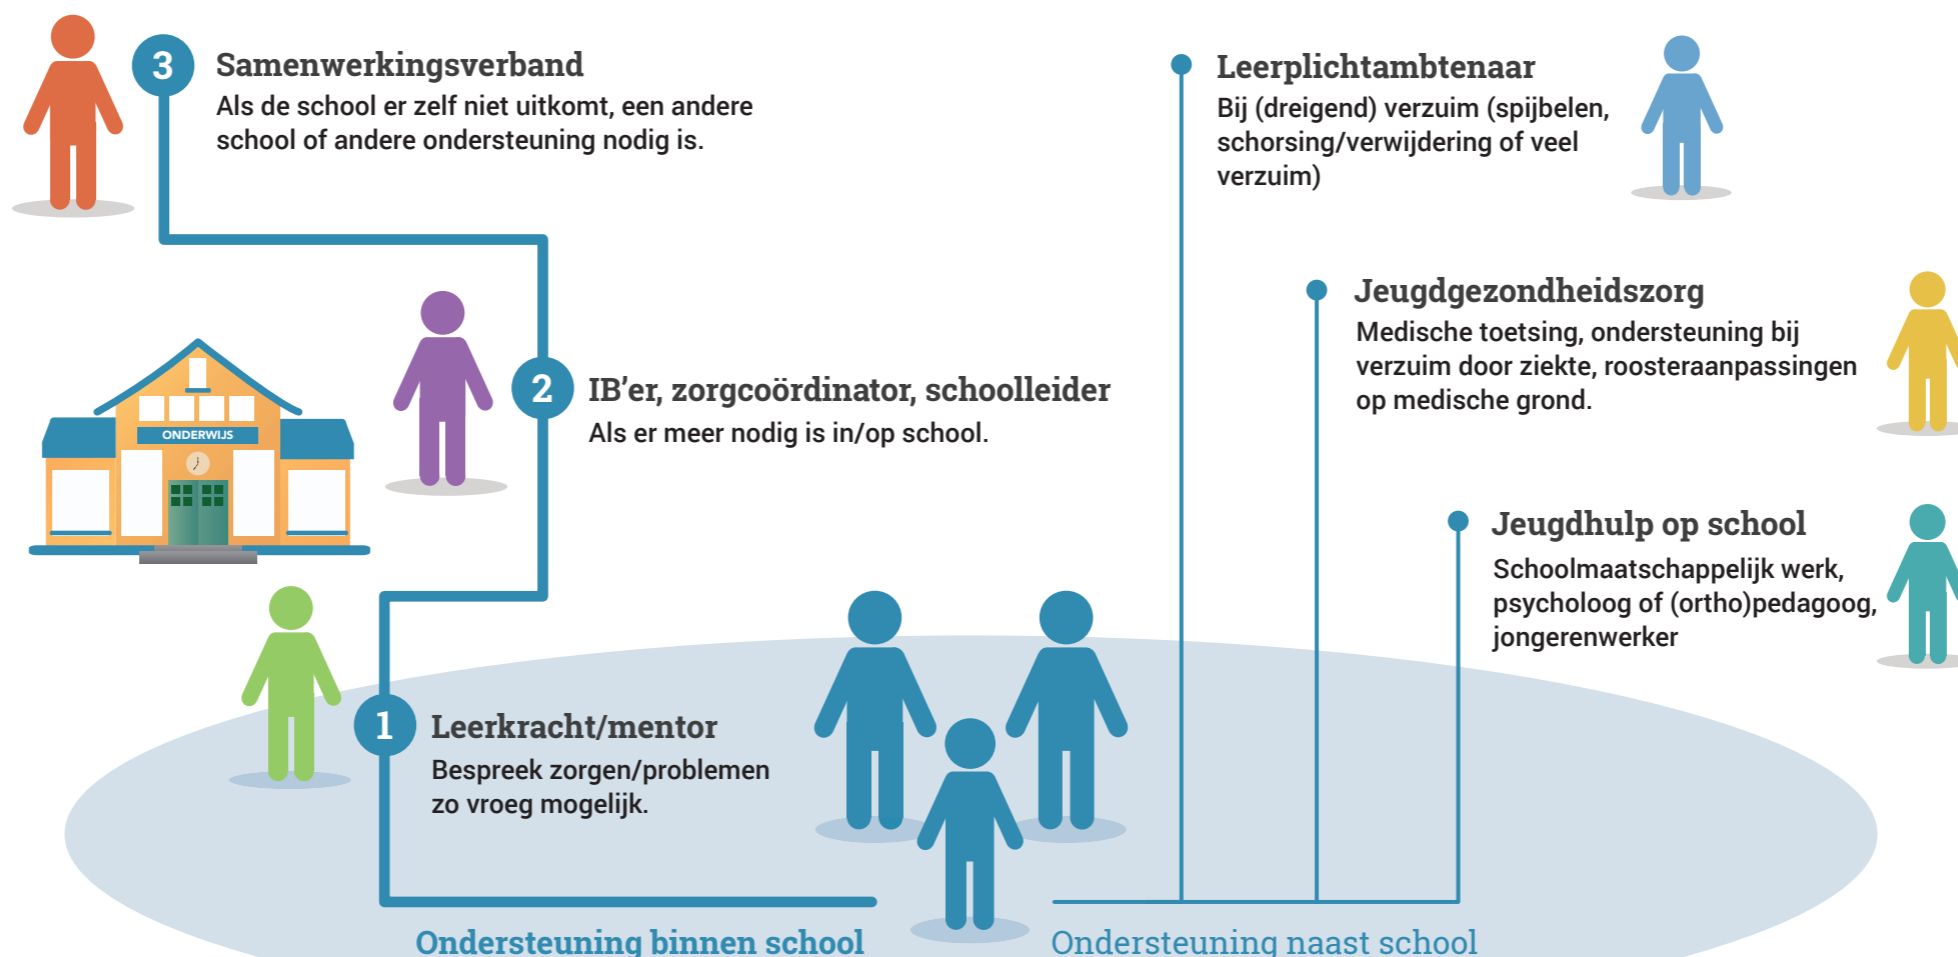 3
Samenwerkingsverband
Als de school er zelf niet uitkomt, een andere
school of andere ondersteuning nodig is.
2
IB’er, zorgcoördinator, schoolleider
Als er meer nodig is in/op school.
ONDERWIJS
1
Leerkracht/mentor
Bespreek zorgen/problemen
zo vroeg mogelijk.
Ondersteuning binnen school
Leerplichtambtenaar
Bij (dreigend) verzuim (spijbelen,
schorsing/verwijdering of veel
verzuim)
Jeugdgezondheidszorg
Medische toetsing, ondersteuning bij
verzuim door ziekte, roosteraanpassingen
op medische grond.
Jeugdhulp op school
Schoolmaatschappelijk werk,
psycholoog of (ortho)pedagoog,
jongerenwerker
Ondersteuning naast school